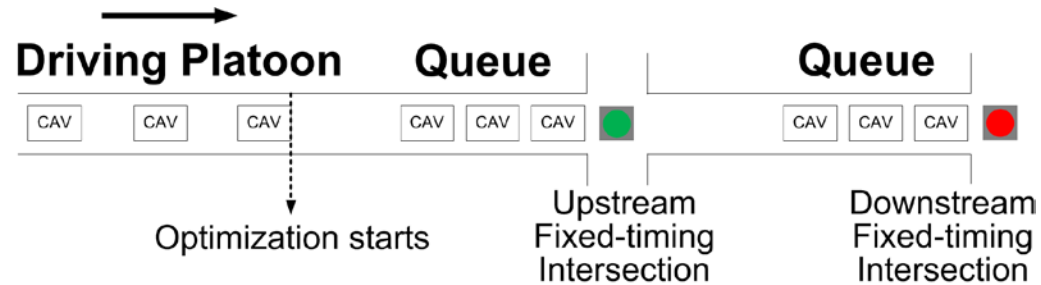 Driving Platoon Queue Queue
CAV CAV CAV CAV CAV CAV CAV CAV CAV
Optimization starts
Upstream
Fixed-timing
Intersection
Downstream
Fixed-timing
Intersection